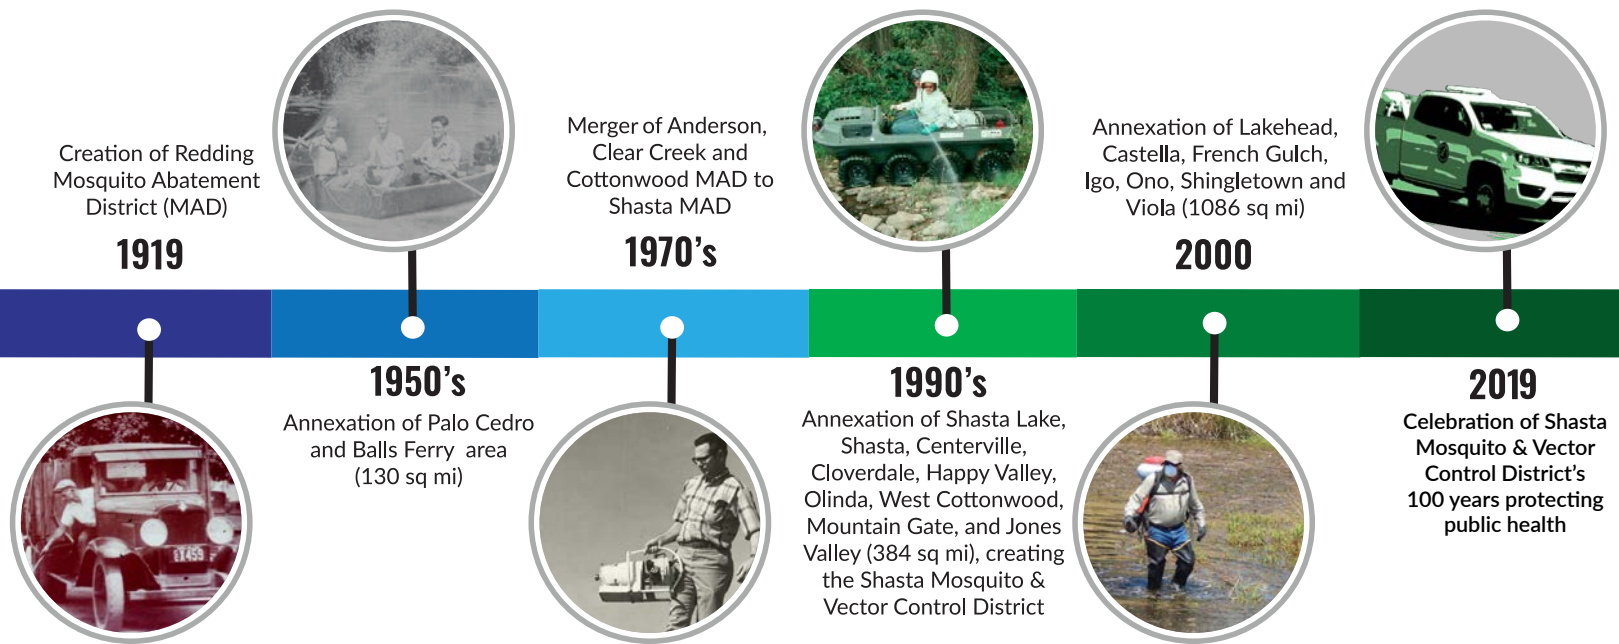 Creation of Redding
Mosquito Abatement
District (MAD)
1919
1950's
Annexation of Palo Cedro
and Balls Ferry area
(130 sq mi)
Merger of Anderson,
Clear Creek and
Cottonwood MAD to
Shasta MAD
1970's
1990's
Annexation of Shasta Lake,
Shasta, Centerville,
Cloverdale, Happy Valley,
Olinda, West Cottonwood,
Mountain Gate, and Jones
Valley (384 sq mi), creating
the Shasta Mosquito &
Vector Control District
Annexation of Lakehead,
Castella, French Gulch,
Igo, Ono, Shingletown and
Viola (1086 sq mi)
2000
2019
Celebration of Shasta
Mosquito & Vector
Control District's
100 years protecting
public health